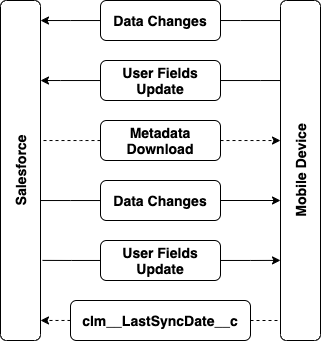 Data Changes
User Fields
Update
Metadata
Download
Salesforce
Mobile Device
Data Changes
User Fields
Update
clm__LastSyncDate__c